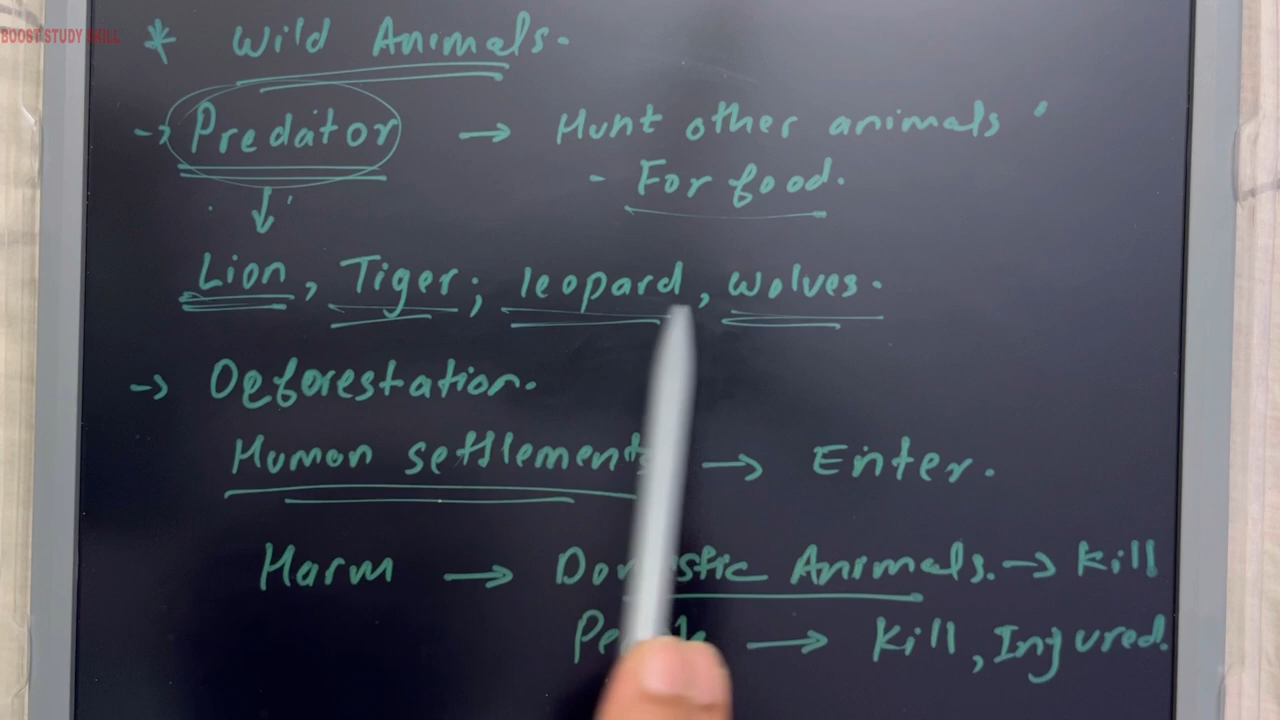 BOOST STUDY SKILL
* Wild Animals.
→ Predator → Hunt other animals
- For food.
↓
Lion, Tiger; leopard, wolves.
→ Deforestation.
Human settlements → Enter.
Harm → Domestic Animals. → Kill
→ Kill, Injured.